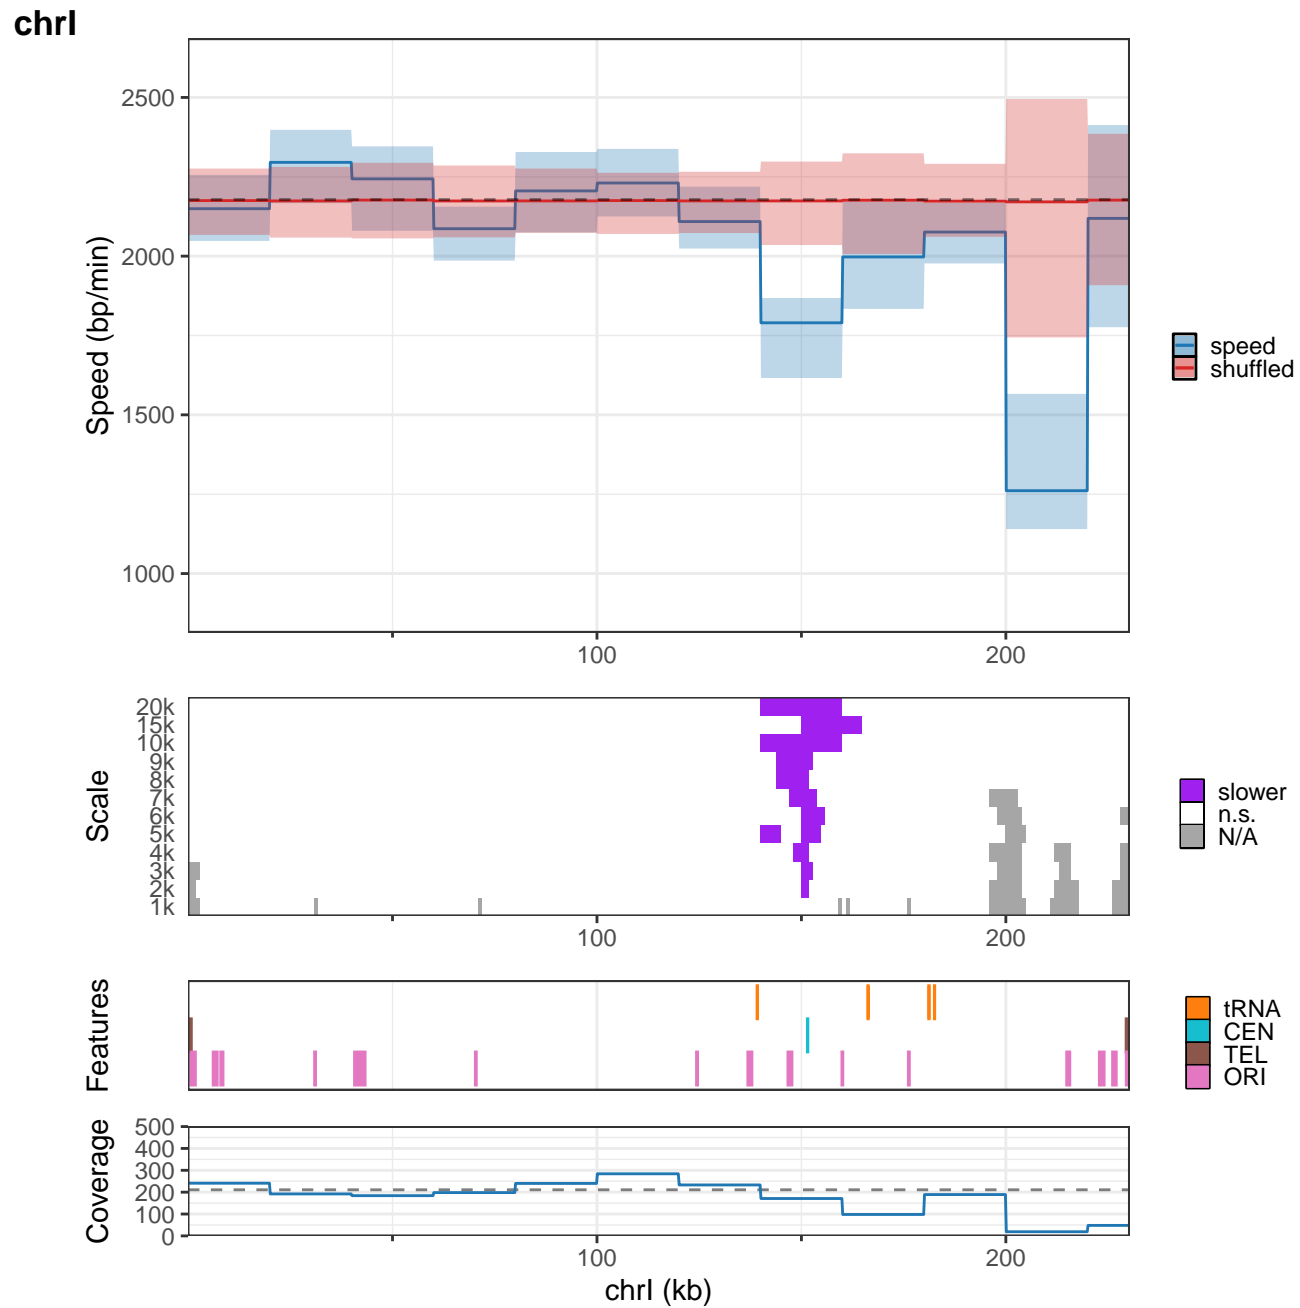 chrI
Speed (bp/min)
2500
2000
1500
1000
100
200
speed
shuffled
Scale
20k
15k
10k
9k
8k
7k
6k
5k
4k
3k
2k
1k
100
200
slower
n.s.
N/A
Features
tRNA
CEN
TEL
ORI
Coverage
500
400
300
200
100
0
100
200
chrI (kb)